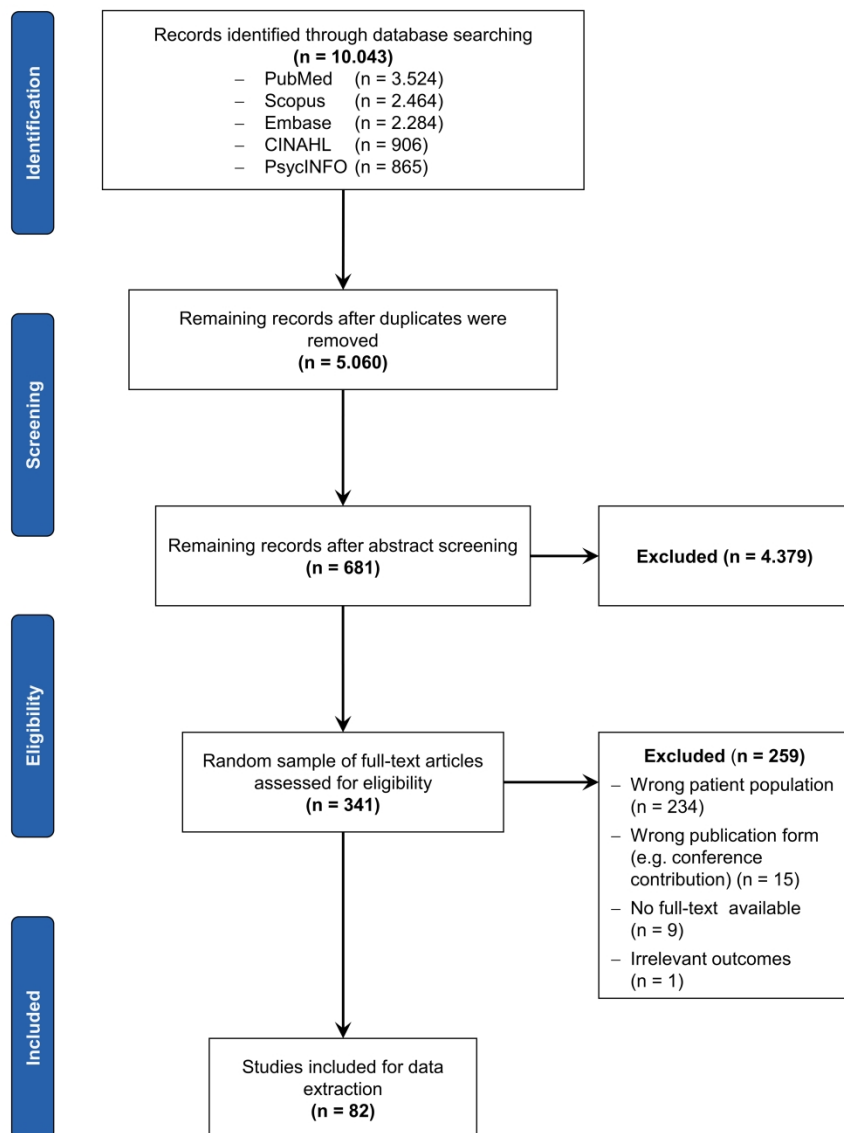 Identification
Records identified through database searching
(n = 10.043)
– PubMed (n = 3.524)
– Scopus (n = 2.464)
– Embase (n = 2.284)
– CINAHL (n = 906)
– PsycINFO (n = 865)
Screening
Remaining records after duplicates were
removed
(n = 5.060)
Remaining records after abstract screening
(n = 681)
Excluded (n = 4.379)
Eligibility
Random sample of full-text articles
assessed for eligibility
(n = 341)
Excluded (n = 259)
– Wrong patient population
(n = 234)
– Wrong publication form
(e.g. conference
contribution) (n = 15)
– No full-text available
(n = 9)
– Irrelevant outcomes
(n = 1)
Included
Studies included for data
extraction
(n = 82)